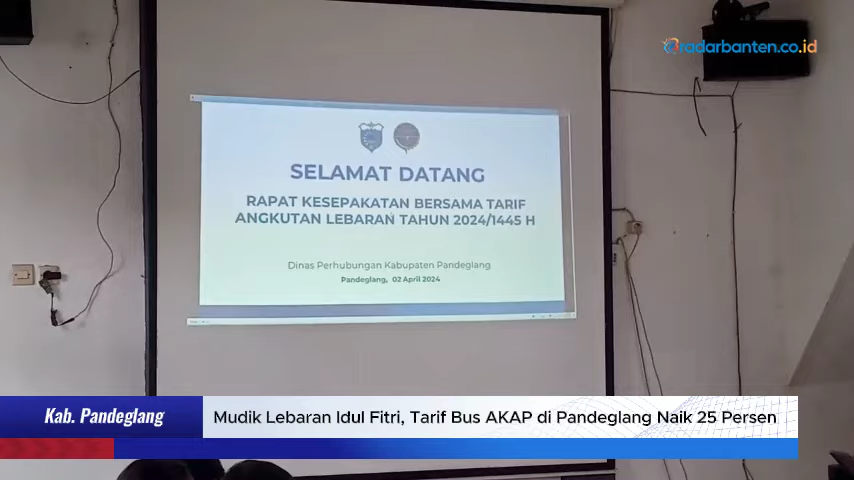 radarbanten.co.id
SELAMAT DATANG
RAPAT KESEPAKATAN BERSAMA TARIF
ANGKUTAN LEBARAN TAHUN 2024/1445 H
Dinas Perhubungan Kabupaten Pandeglang
Pandeglang, 02 April 2024
Kab. Pandeglang
Mudik Lebaran Idul Fitri, Tarif Bus AKAP di Pandeglang Naik 25 Persen